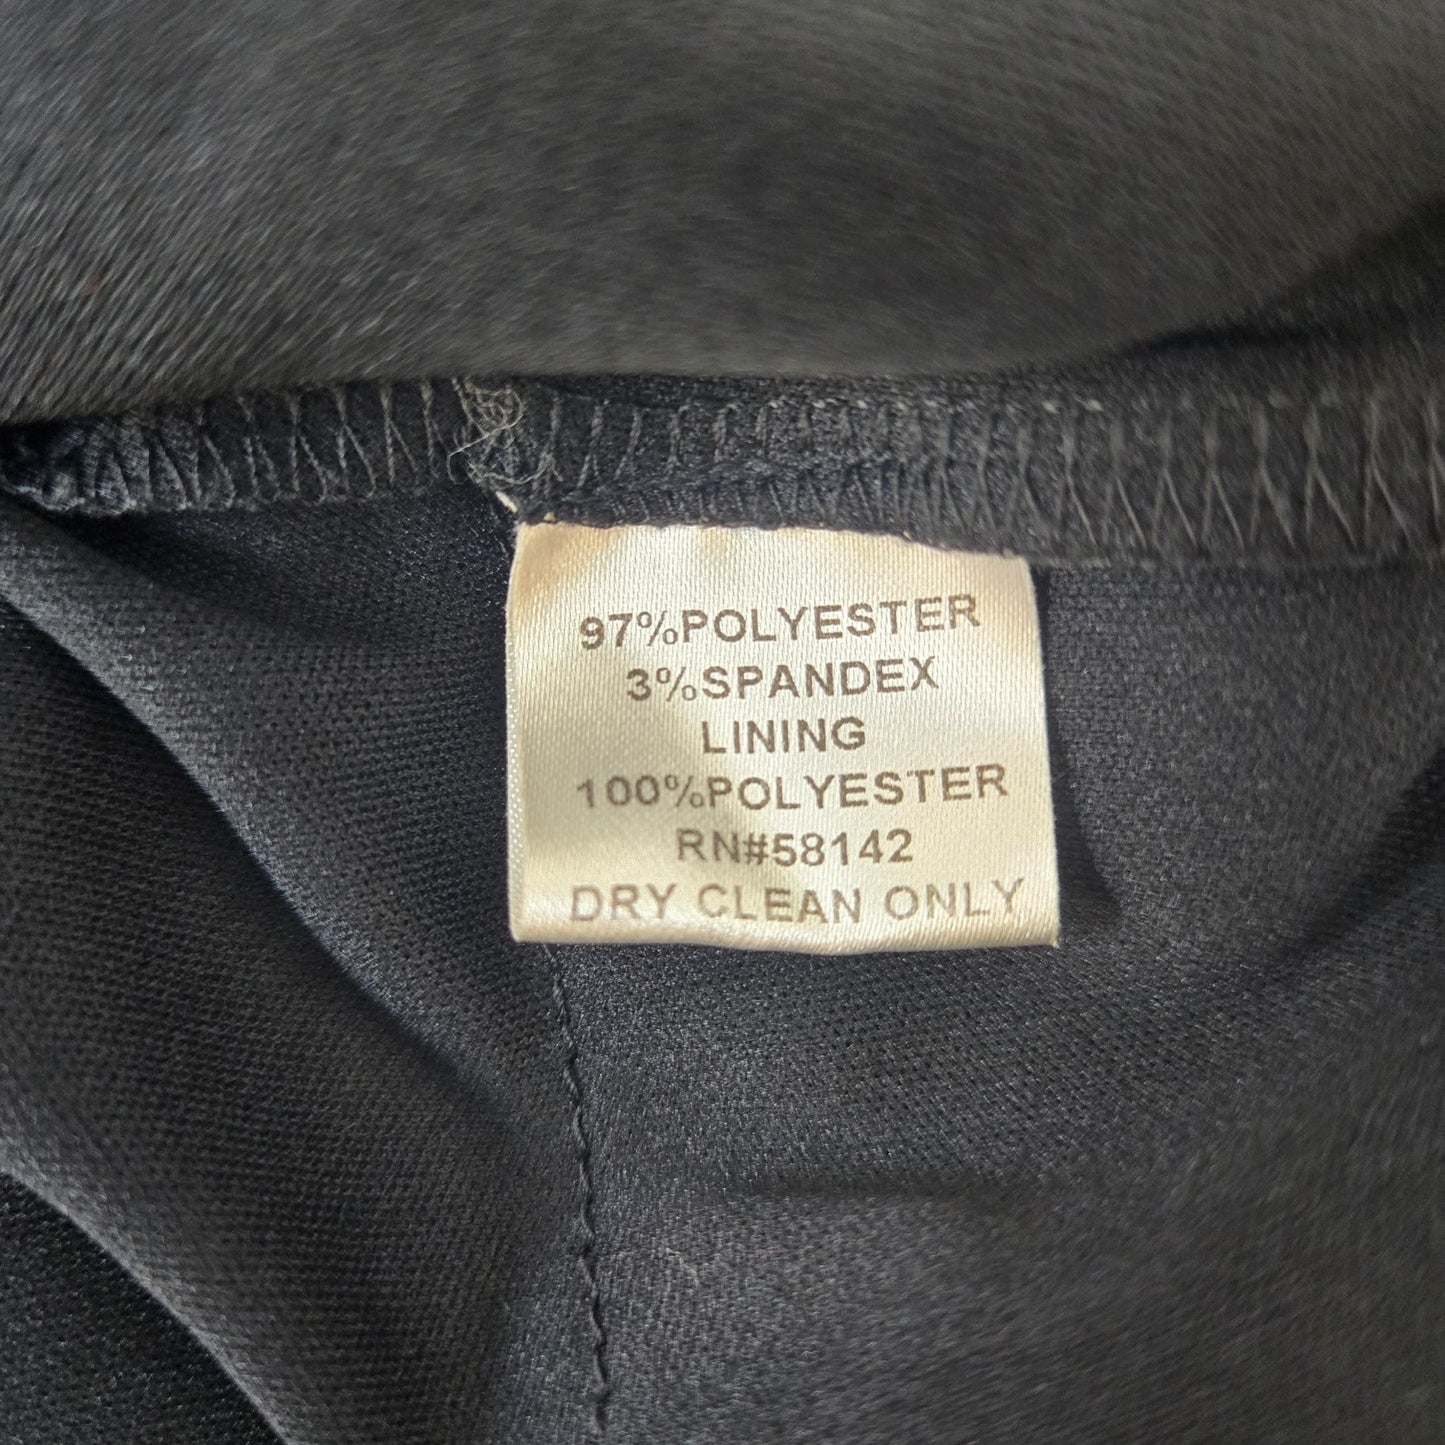 97%POLYESTER
3%SPANDEX
LINING
100%POLYESTER
RN#58142
DRY CLEAN ONLY